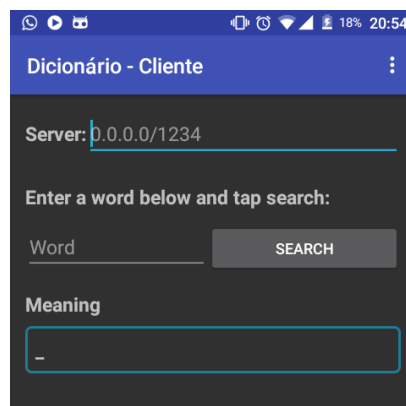 18% 20:54
Dicionário - Cliente
Server: 0.0.0.0/1234
Enter a word below and tap search:
Word SEARCH
Meaning
_